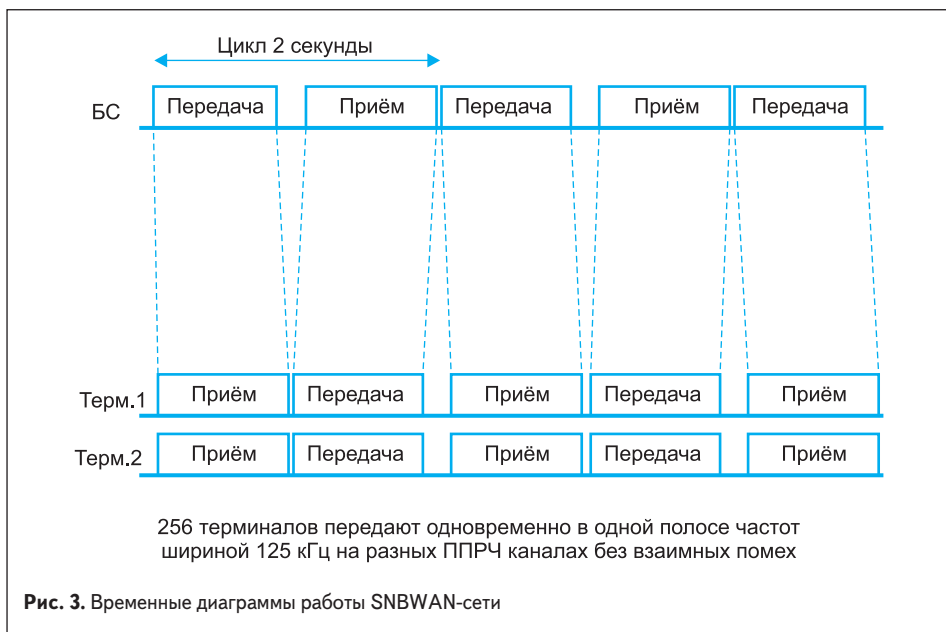 Цикл 2 секунды
БС Передача Приём Передача Приём Передача
Терм.1 Приём Передача Приём Передача Приём
Терм.2 Приём Передача Приём Передача Приём
256 терминалов передают одновременно в одной полосе частот
шириной 125 кГц на разных ППРЧ каналах без взаимных помех
Рис. 3. Временные диаграммы работы SNBWAN-сети